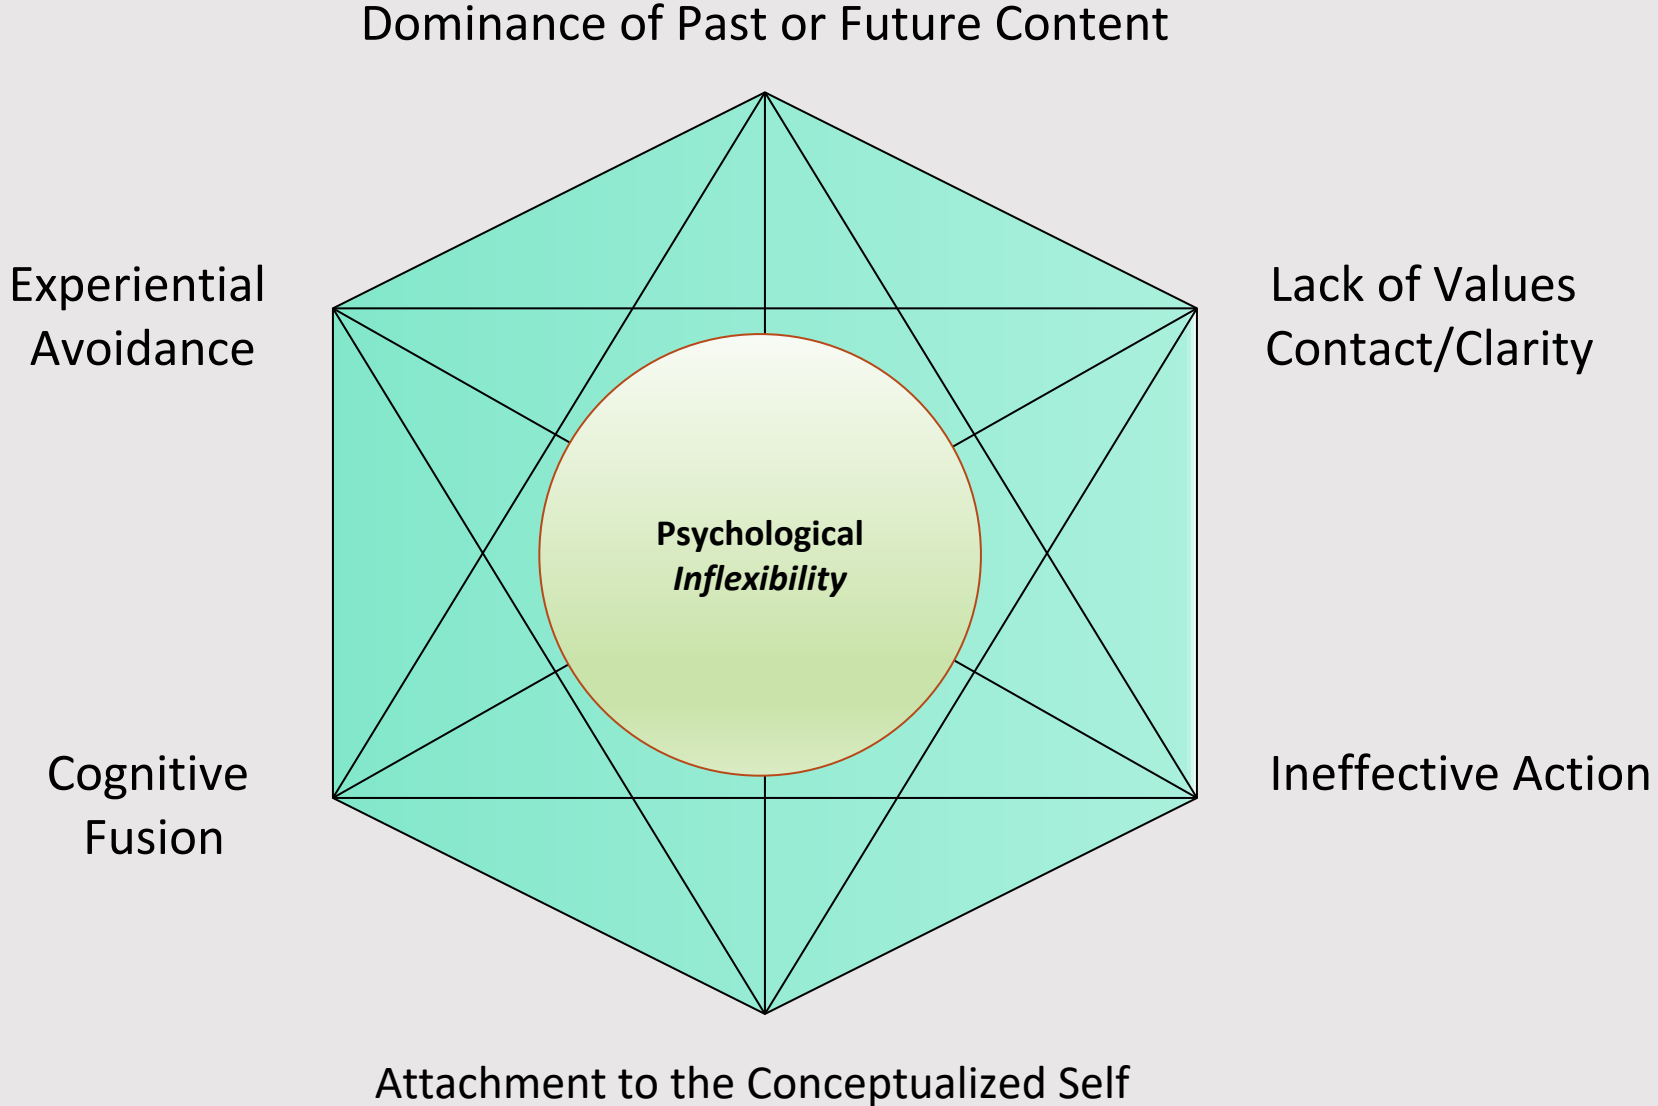 Dominance of Past or Future Content
Experiential
Avoidance
Lack of Values
Contact/Clarity
Psychological
Inflexibility
Cognitive
Fusion
Ineffective Action
Attachment to the Conceptualized Self